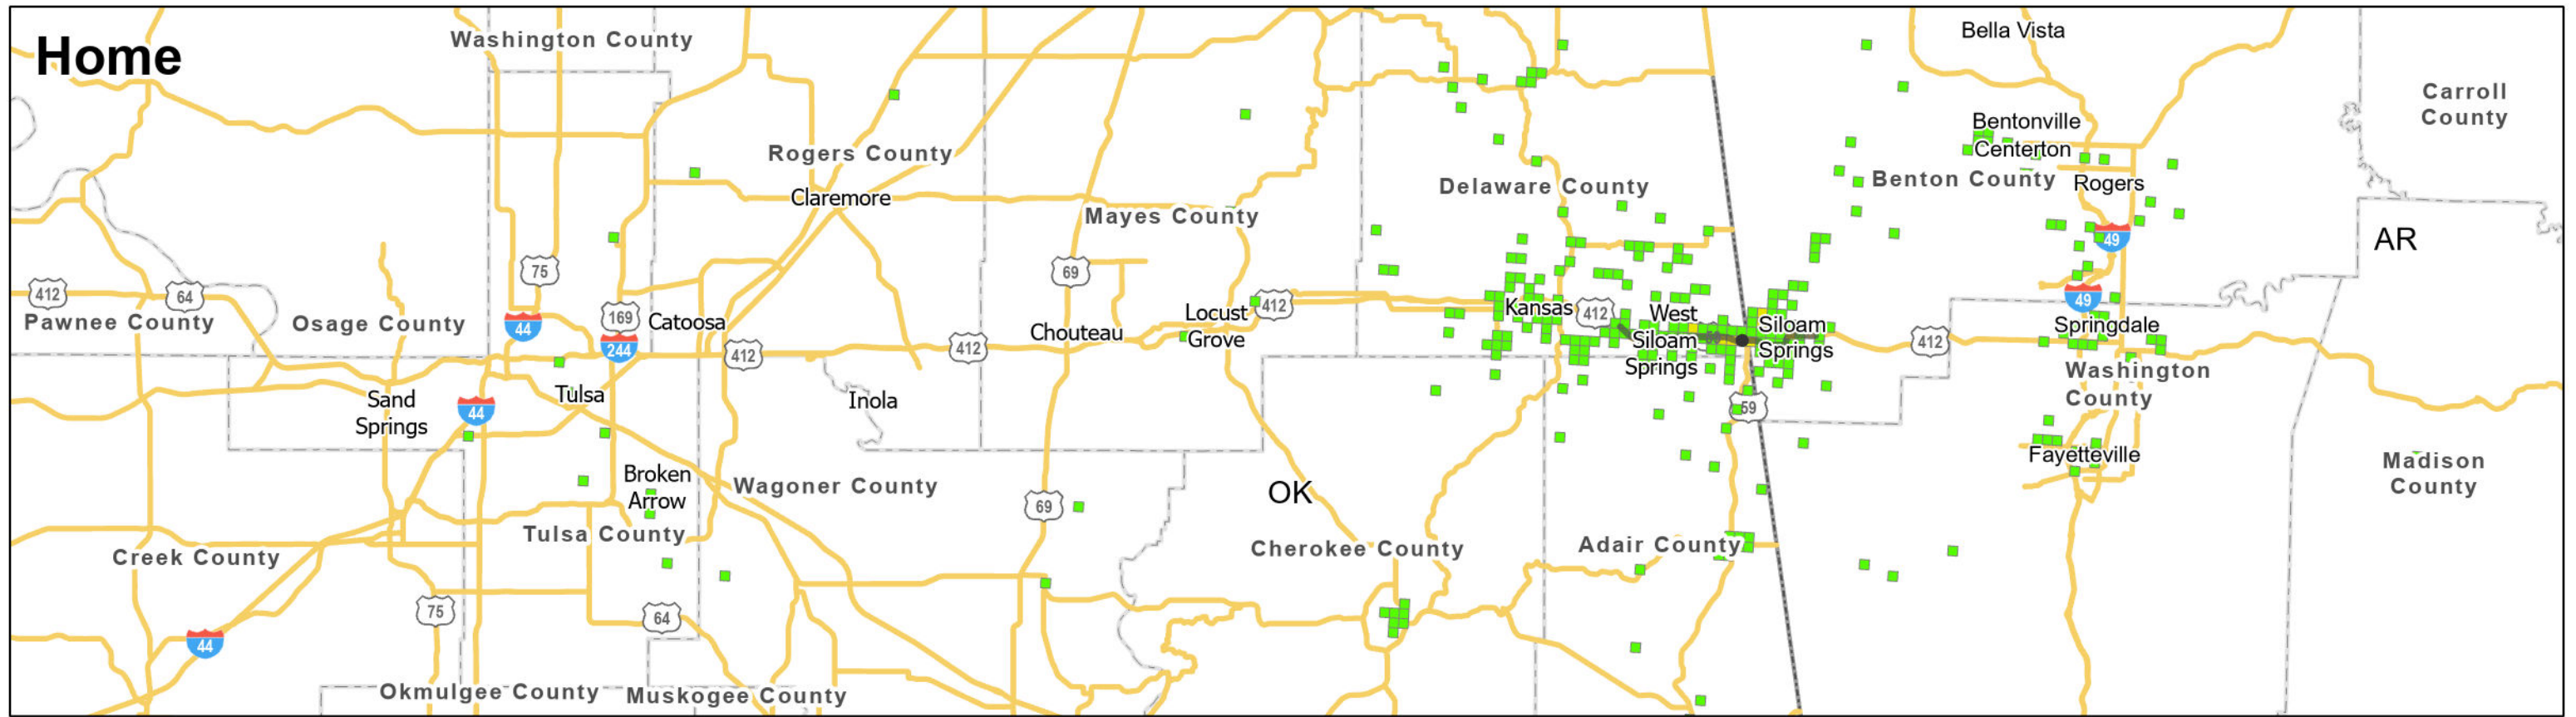 Home
Washington County
Bella Vista
Carroll
County
Bentonville
Centerton
Rogers County
Benton County
Rogers
Delaware County
Claremore
Mayes County
49
AR
75
69
412
64
412
49
Pawnee County
Osage County
44
169
Catoosa
Chouteau
Locust
Grove
Kansas
412
West
Siloam
Springs
Siloam
Springs
Springdale
244
412
412
412
Washington
County
Sand
Springs
44
Tulsa
Inola
59
Fayetteville
Madison
County
Broken
Arrow
Wagoner County
69
OK
Tulsa County
Creek County
Cherokee County
Adair County
75
64
44
Okmulgee County
Muskogee County